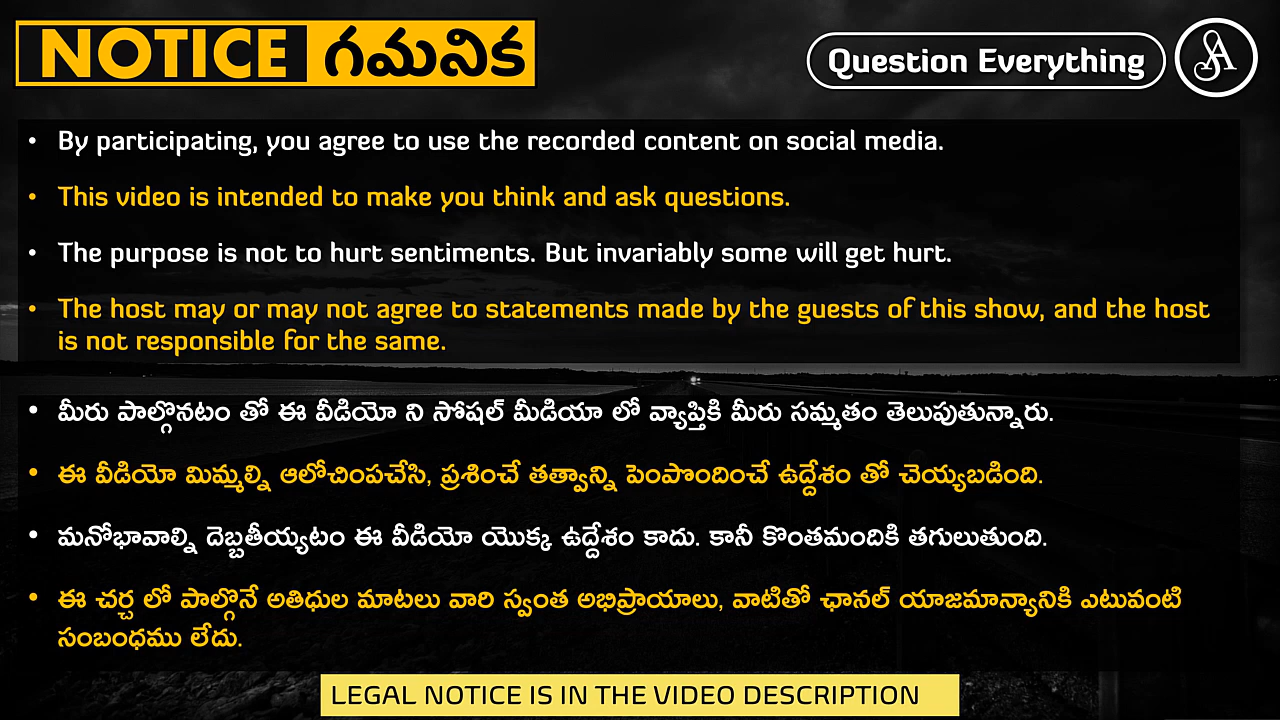 NOTICE గమనిక
Question Everything
• By participating, you agree to use the recorded content on social media.
• This video is intended to make you think and ask questions.
• The purpose is not to hurt sentiments. But invariably some will get hurt.
• The host may or may not agree to statements made by the guests of this show, and the host
is not responsible for the same.
• మీరు పాల్గొనటం తో ఈ వీడియో ని సోషల్ మీడియా లో వ్యాప్తికి మీరు సమ్మతం తెలుపుతున్నారు.
• ఈ వీడియో మిమ్మల్ని ఆలోచింపచేసి, ప్రశించే తత్వాన్ని పెంపొందించే ఉద్దేశం తో చెయ్యబడింది.
• మనోభావాల్ని దెబ్బతీయ్యటం ఈ వీడియో యొక్క ఉద్దేశం కాదు. కానీ కొంతమందికి తగులుతుంది.
• ఈ చర్చ లో పాల్గొనే అతిధుల మాటలు వారి స్వంత అభిప్రాయాలు, వాటితో ఛానల్ యాజమాన్యానికి ఎటువంటి
సంబంధము లేదు.
LEGAL NOTICE IS IN THE VIDEO DESCRIPTION